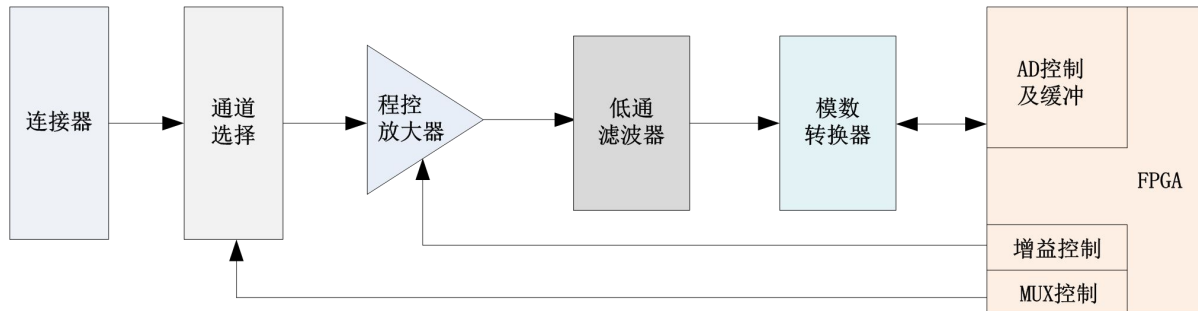 连接器
通道
选择
程控
放大器
低通
滤波器
模数
转换器
AD控制
及缓冲
FPGA
增益控制
MUX控制